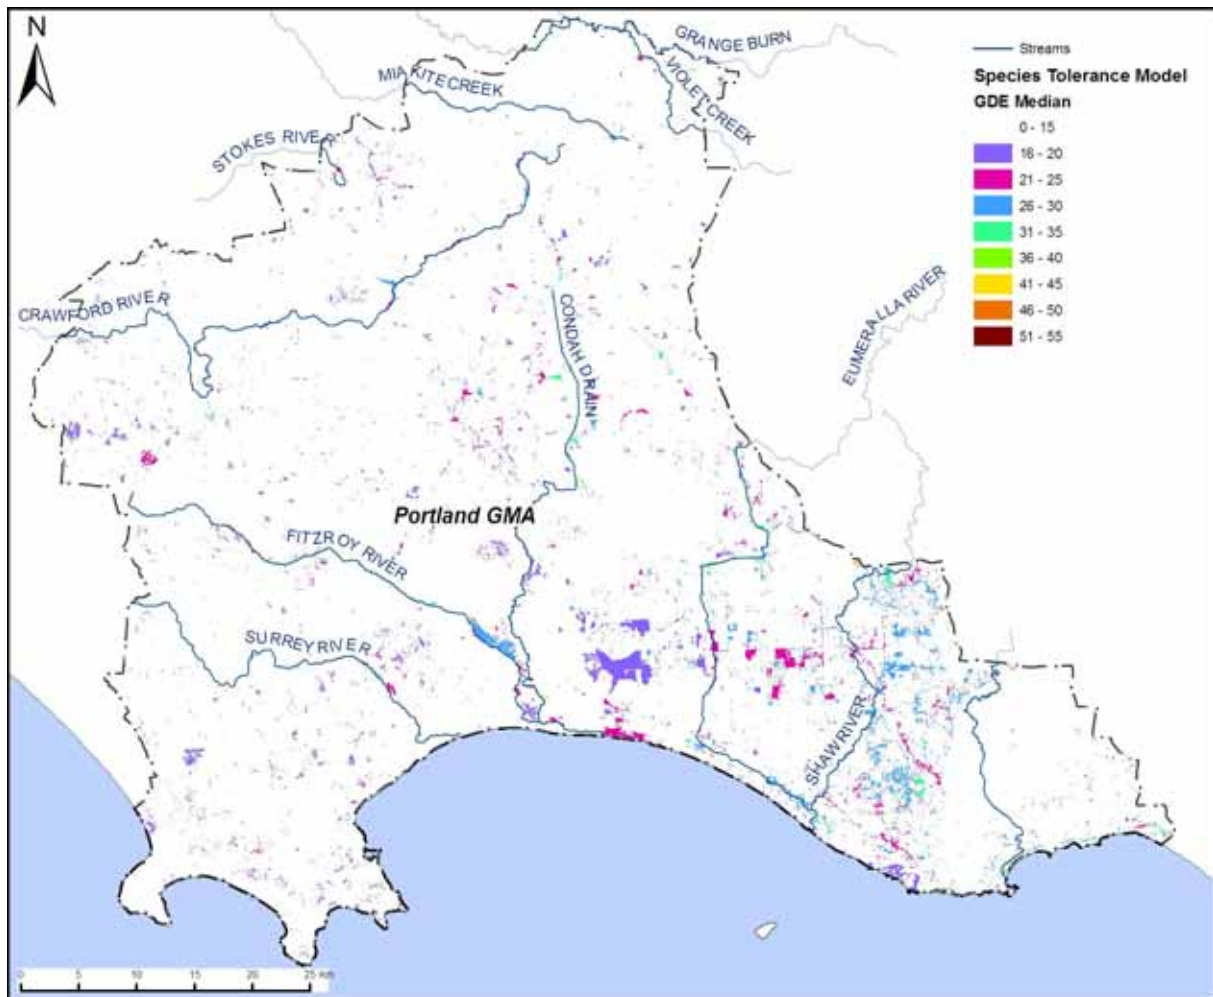 N
GRANGE BURN
MIAKITE CREEK
VIOLET CREEK
STOKES RIVER
CRAWFORD RIVER
CONDAH DRAIN
EUMERALLA RIVER
Portland GMA
FITZROY RIVER
SURREY RIVER
SHAW RIVER
Streams
Species Tolerance Model
GDE Median
0 - 15
16 - 20
21 - 25
26 - 30
31 - 35
36 - 40
41 - 45
46 - 50
51 - 55
0 5 10 15 20 25 km